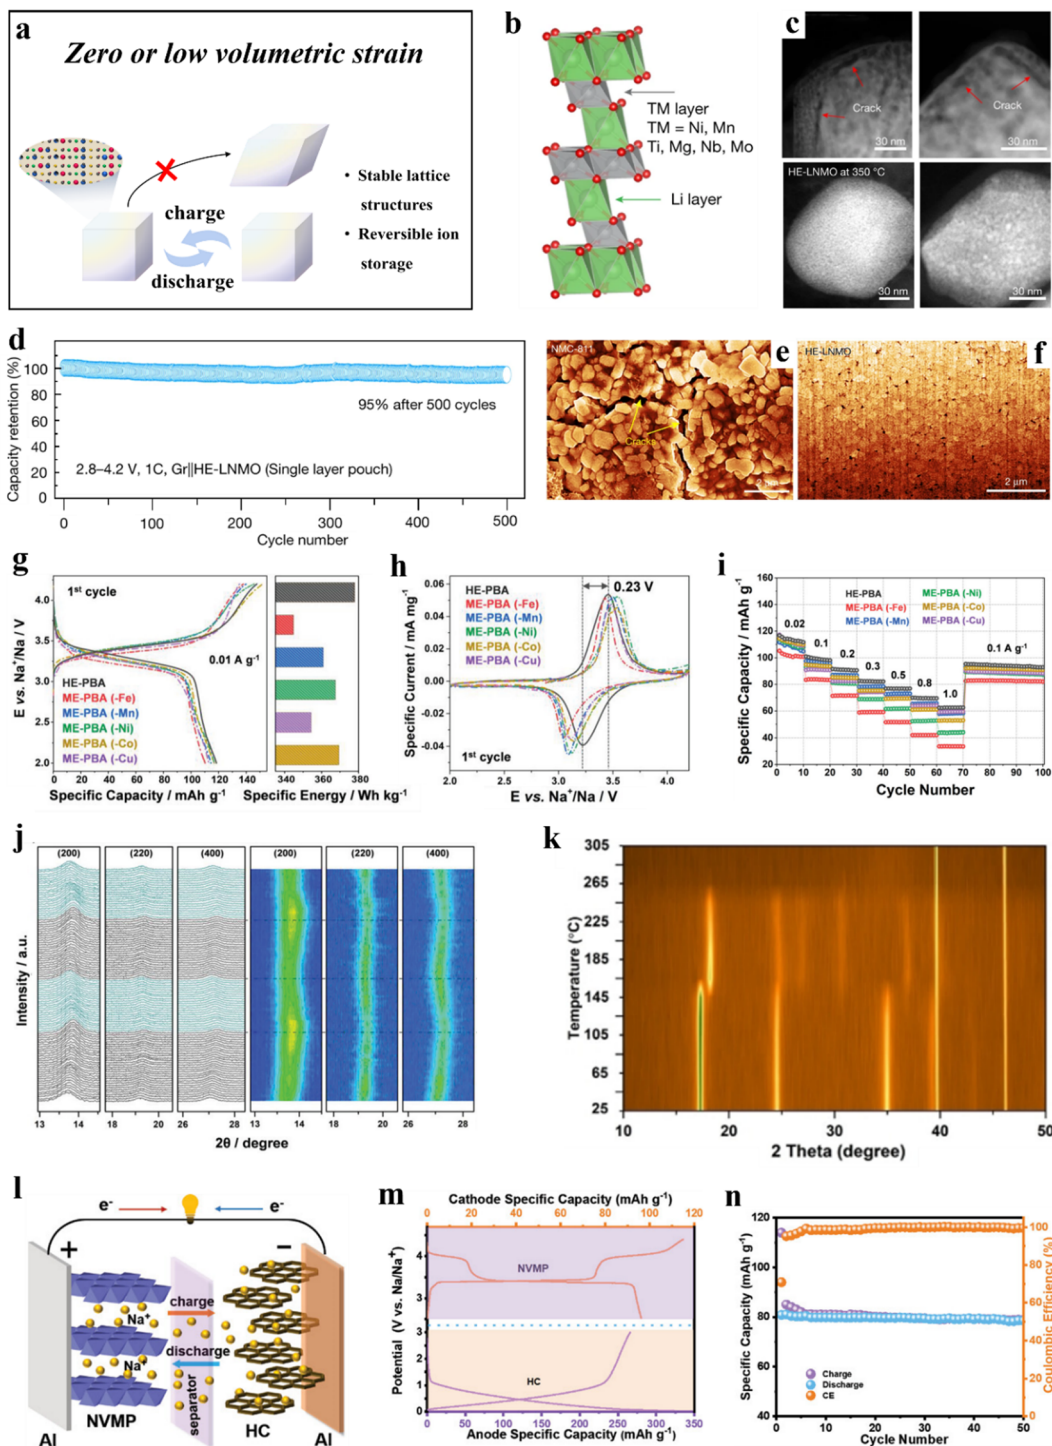 a
Zero or low volumetric strain
charge
discharge
• Stable lattice
structures
• Reversible ion
storage
b
TM layer
TM = Ni, Mn
Ti, Mg, Nb, Mo
Li layer
c
Crack
30 nm
Crack
30 nm
HE-LNMO at 350 °C
30 nm
30 nm
d
Capacity retention (%)
120
100
80
60
40
20
0
95% after 500 cycles
2.8–4.2 V, 1C, Gr||HE-LNMO (Single layer pouch)
0 100 200 300 400 500
Cycle number
NMC-811
e
Cracks
2 μm
HE-LNMO
f
2 μm
g
1st cycle
E vs. Na+/Na / V
4.0
3.5
3.0
2.5
2.0
0.01 A g-1
HE-PBA
ME-PBA (-Fe)
ME-PBA (-Mn)
ME-PBA (-Ni)
ME-PBA (-Co)
ME-PBA (-Cu)
0 20 40 60 80 100 120 140
340 360 380
Specific Capacity / mAh g-1
Specific Energy / Wh kg-1
h
Specific Current / mA mg-1
0.06
0.04
0.02
0.00
-0.02
-0.04
HE-PBA
ME-PBA (-Fe)
ME-PBA (-Mn)
ME-PBA (-Ni)
ME-PBA (-Co)
ME-PBA (-Cu)
0.23 V
1st cycle
2.0 2.5 3.0 3.5 4.0
E vs. Na+/Na / V
i
Specific Capacity / mAh g-1
160
140
120
100
80
60
40
20
HE-PBA
ME-PBA (-Fe)
ME-PBA (-Mn)
ME-PBA (-Ni)
ME-PBA (-Co)
ME-PBA (-Cu)
0.02
0.1
0.2
0.3
0.5
0.8
1.0
0.1 A g-1
0 10 20 30 40 50 60 70 80 90 100
Cycle Number
j
(200) (220) (400) (200) (220) (400)
Intensity / a.u.
13 14 18 19 20 26 28 13 14 18 19 20 26 28
2θ / degree
k
Temperature (°C)
305
265
225
185
145
105
65
25
10 20 30 40 50
2 Theta (degree)
l
e- e-
+
−
Na+
Na+
charge
discharge
separator
NVMP
HC
Al
Al
m
Cathode Specific Capacity (mAh g-1)
0 20 40 60 80 100 120
Potential (V vs. Na/Na+)
4
3
NVMP
3
2
1
0
HC
0 50 100 150 200 250 300 350
Anode Specific Capacity (mAh g-1)
n
Specific Capacity (mAh g-1)
120
100
80
60
40
Coulombic Efficiency (%)
100
80
60
40
20
0
Charge
Discharge
CE
0 10 20 30 40 50
Cycle Number